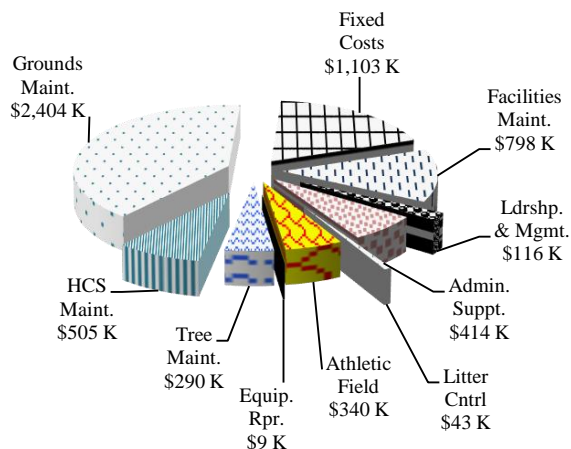 Fixed
Costs
$1,103 K
Grounds
Maint.
$2,404 K
Facilities
Maint.
$798 K
Ldrshp.
& Mgmt.
$116 K
Admin.
Suppt.
$414 K
HCS
Maint.
$505 K
Tree
Maint.
$290 K
Athletic
Field
$340 K
Litter
Cntrl
$43 K
Equip.
Rpr.
$9 K